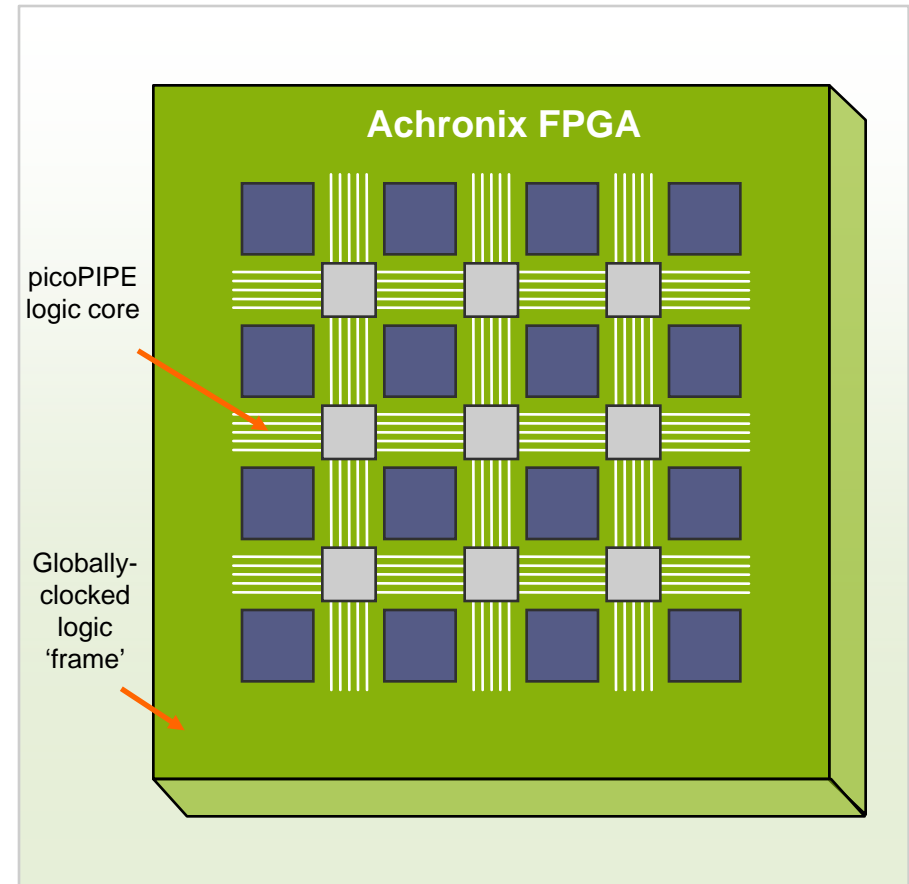 Achronix FPGA
picoPIPE
logic core
Globally-
clocked
logic
‘frame’